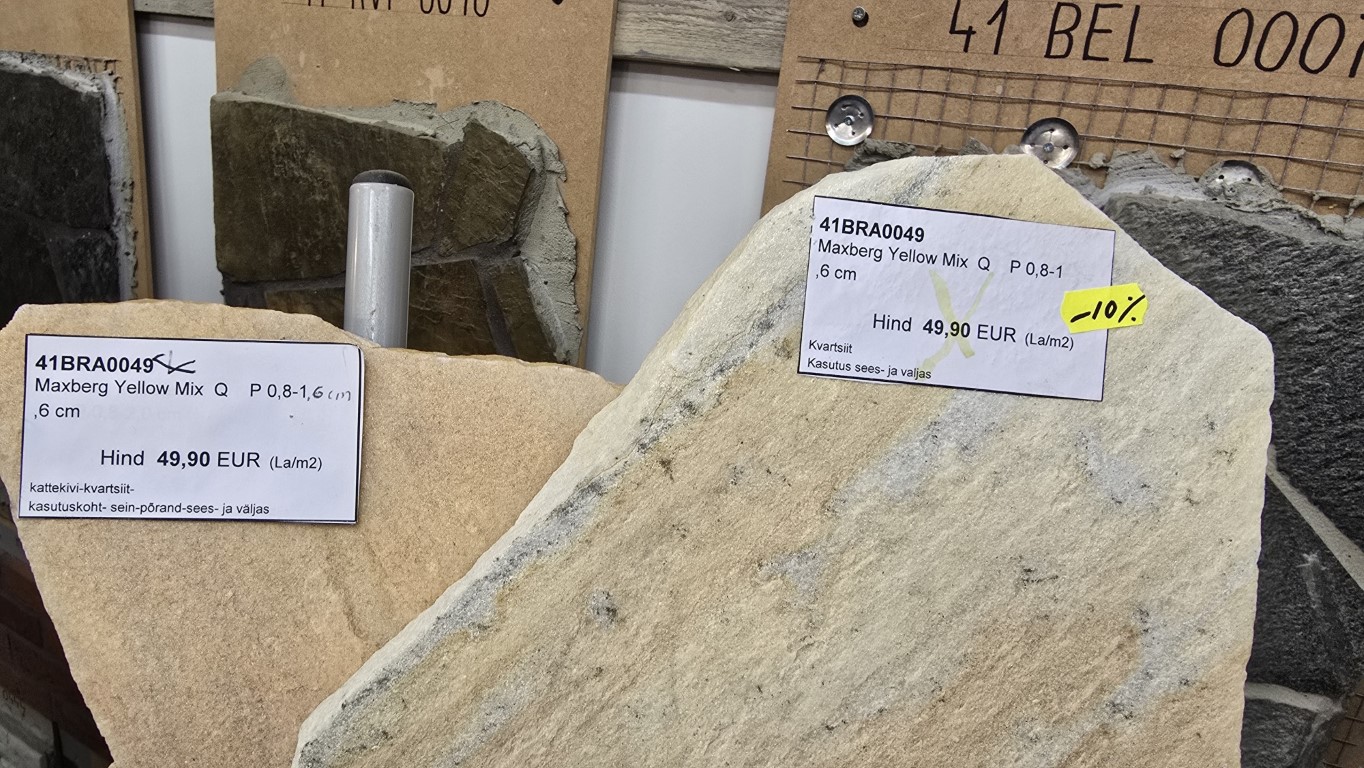 41 BEL 0007
41BRA0049
Maxberg Yellow Mix Q P 0,8-1
,6 cm
-10%
Hind 49,90 EUR (La/m2)
Kvartsiit
Kasutus sees- ja väljas
41BRA0049
Maxberg Yellow Mix Q P 0,8-1,6 cm
,6 cm
Hind 49,90 EUR (La/m2)
kattekivi-kvartsiit-
kasutuskoht- sein-põrand-sees- ja väljas